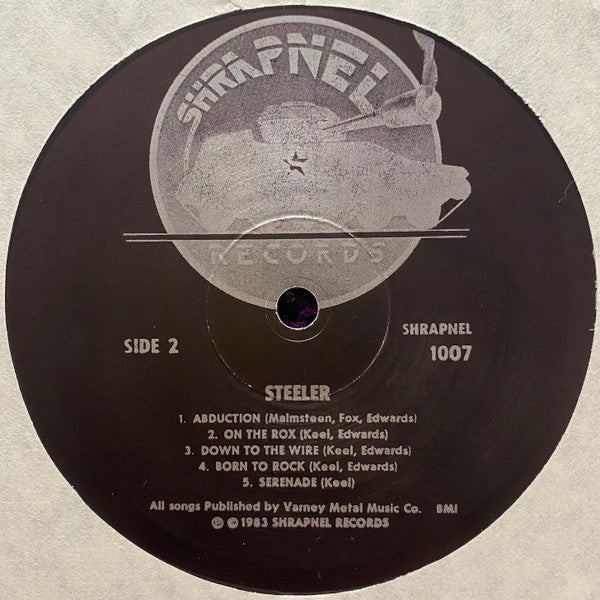 SHRAPNEL
RECORDS
SIDE 2
SHRAPNEL
1007
STEELER
1. ABDUCTION (Malmsteen, Fox, Edwards)
2. ON THE ROX (Keel, Edwards)
3. DOWN TO THE WIRE (Keel, Edwards)
4. BORN TO ROCK (Keel, Edwards)
5. SERENADE (Keel)
All songs Published by Varney Metal Music Co. BMI
℗ © 1983 SHRAPNEL RECORDS